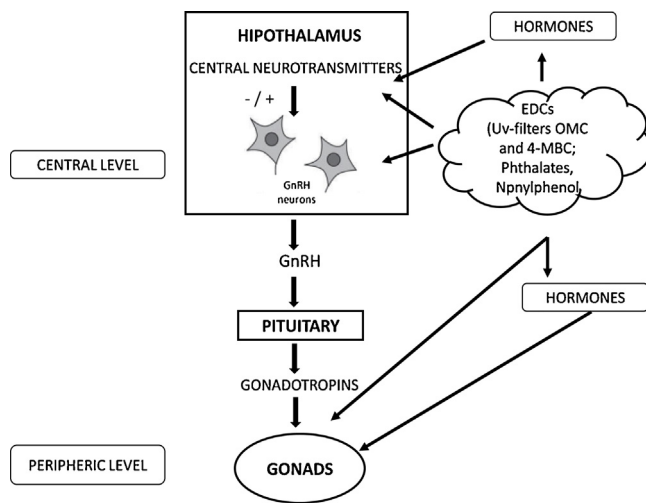 HIPOTHALAMUS
CENTRAL NEUROTRANSMITTERS
- / +
GnRH
neurons
HORMONES
EDCs
(Uv-filters OMC
and 4-MBC;
Phthalates,
Npnylphenol
CENTRAL LEVEL
GnRH
HORMONES
PITUITARY
GONADOTROPINS
PERIPHERIC LEVEL
GONADS